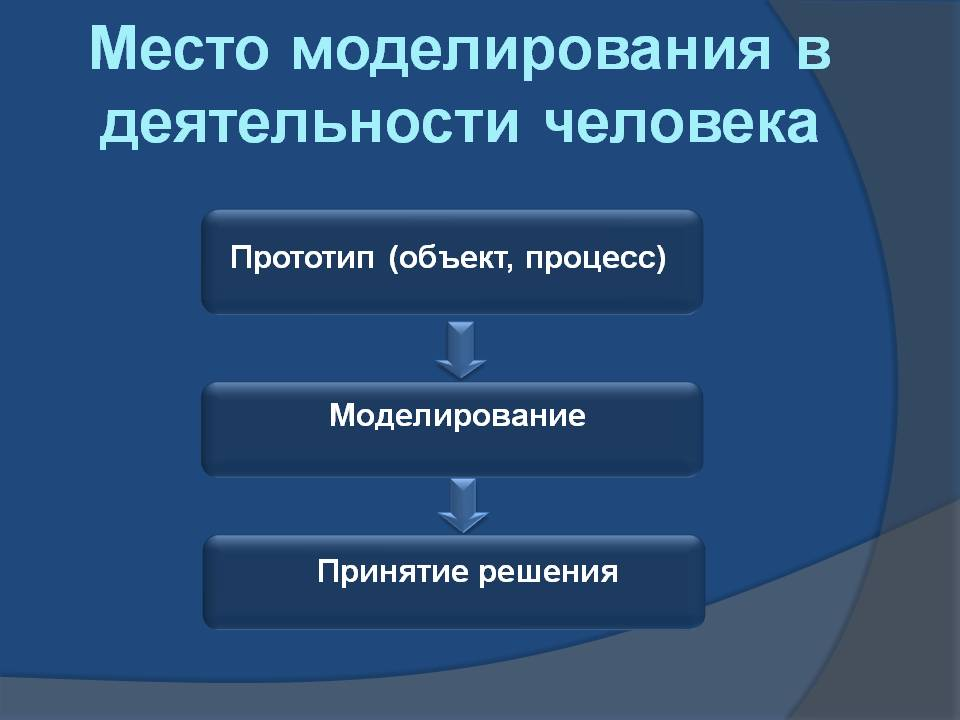 Место моделирования в
деятельности человека
Прототип (объект, процесс)
Моделирование
Принятие решения